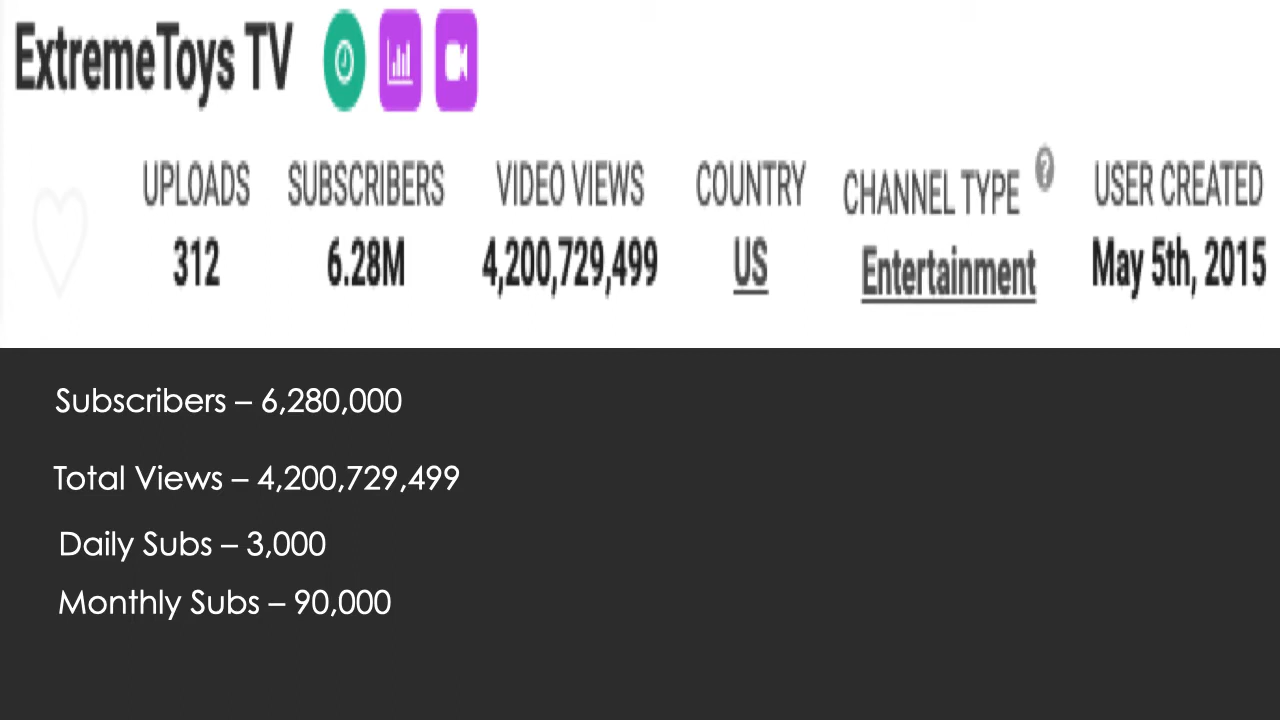 ExtremeToys TV
UPLOADS SUBSCRIBERS VIDEO VIEWS COUNTRY CHANNEL TYPE ? USER CREATED
312 6.28M 4,200,729,499 US Entertainment May 5th, 2015
Subscribers – 6,280,000
Total Views – 4,200,729,499
Daily Subs – 3,000
Monthly Subs – 90,000